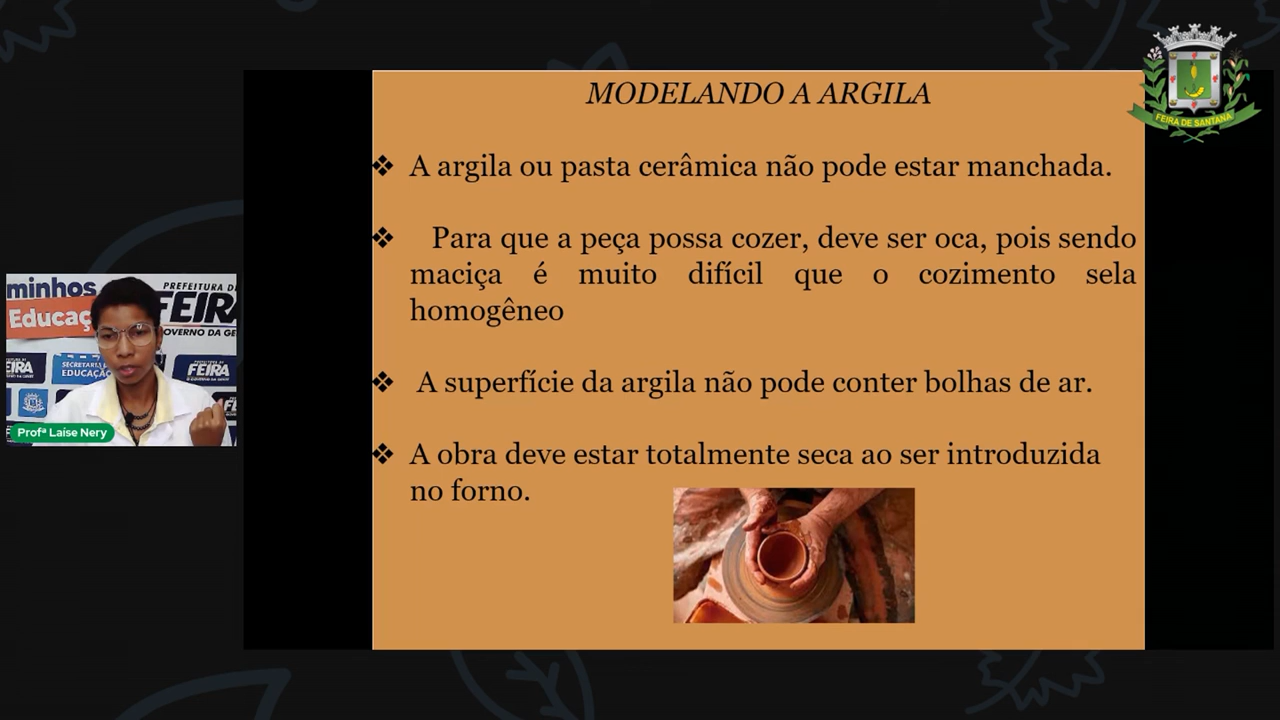 MODELANDO A ARGILA
❖ A argila ou pasta cerâmica não pode estar manchada.
❖ Para que a peça possa cozer, deve ser oca, pois sendo
maciça é muito difícil que o cozimento sela
homogêneo
❖ A superfície da argila não pode conter bolhas de ar.
❖ A obra deve estar totalmente seca ao ser introduzida
no forno.
FEIRA DE SANTANA
minhos
Educaç
PREFEITURA D
FEIRA
OVERNO DA GE
EIRA
SECRETARIA
EDUCAÇÃO
FEIRA
Profª Laíse Nery